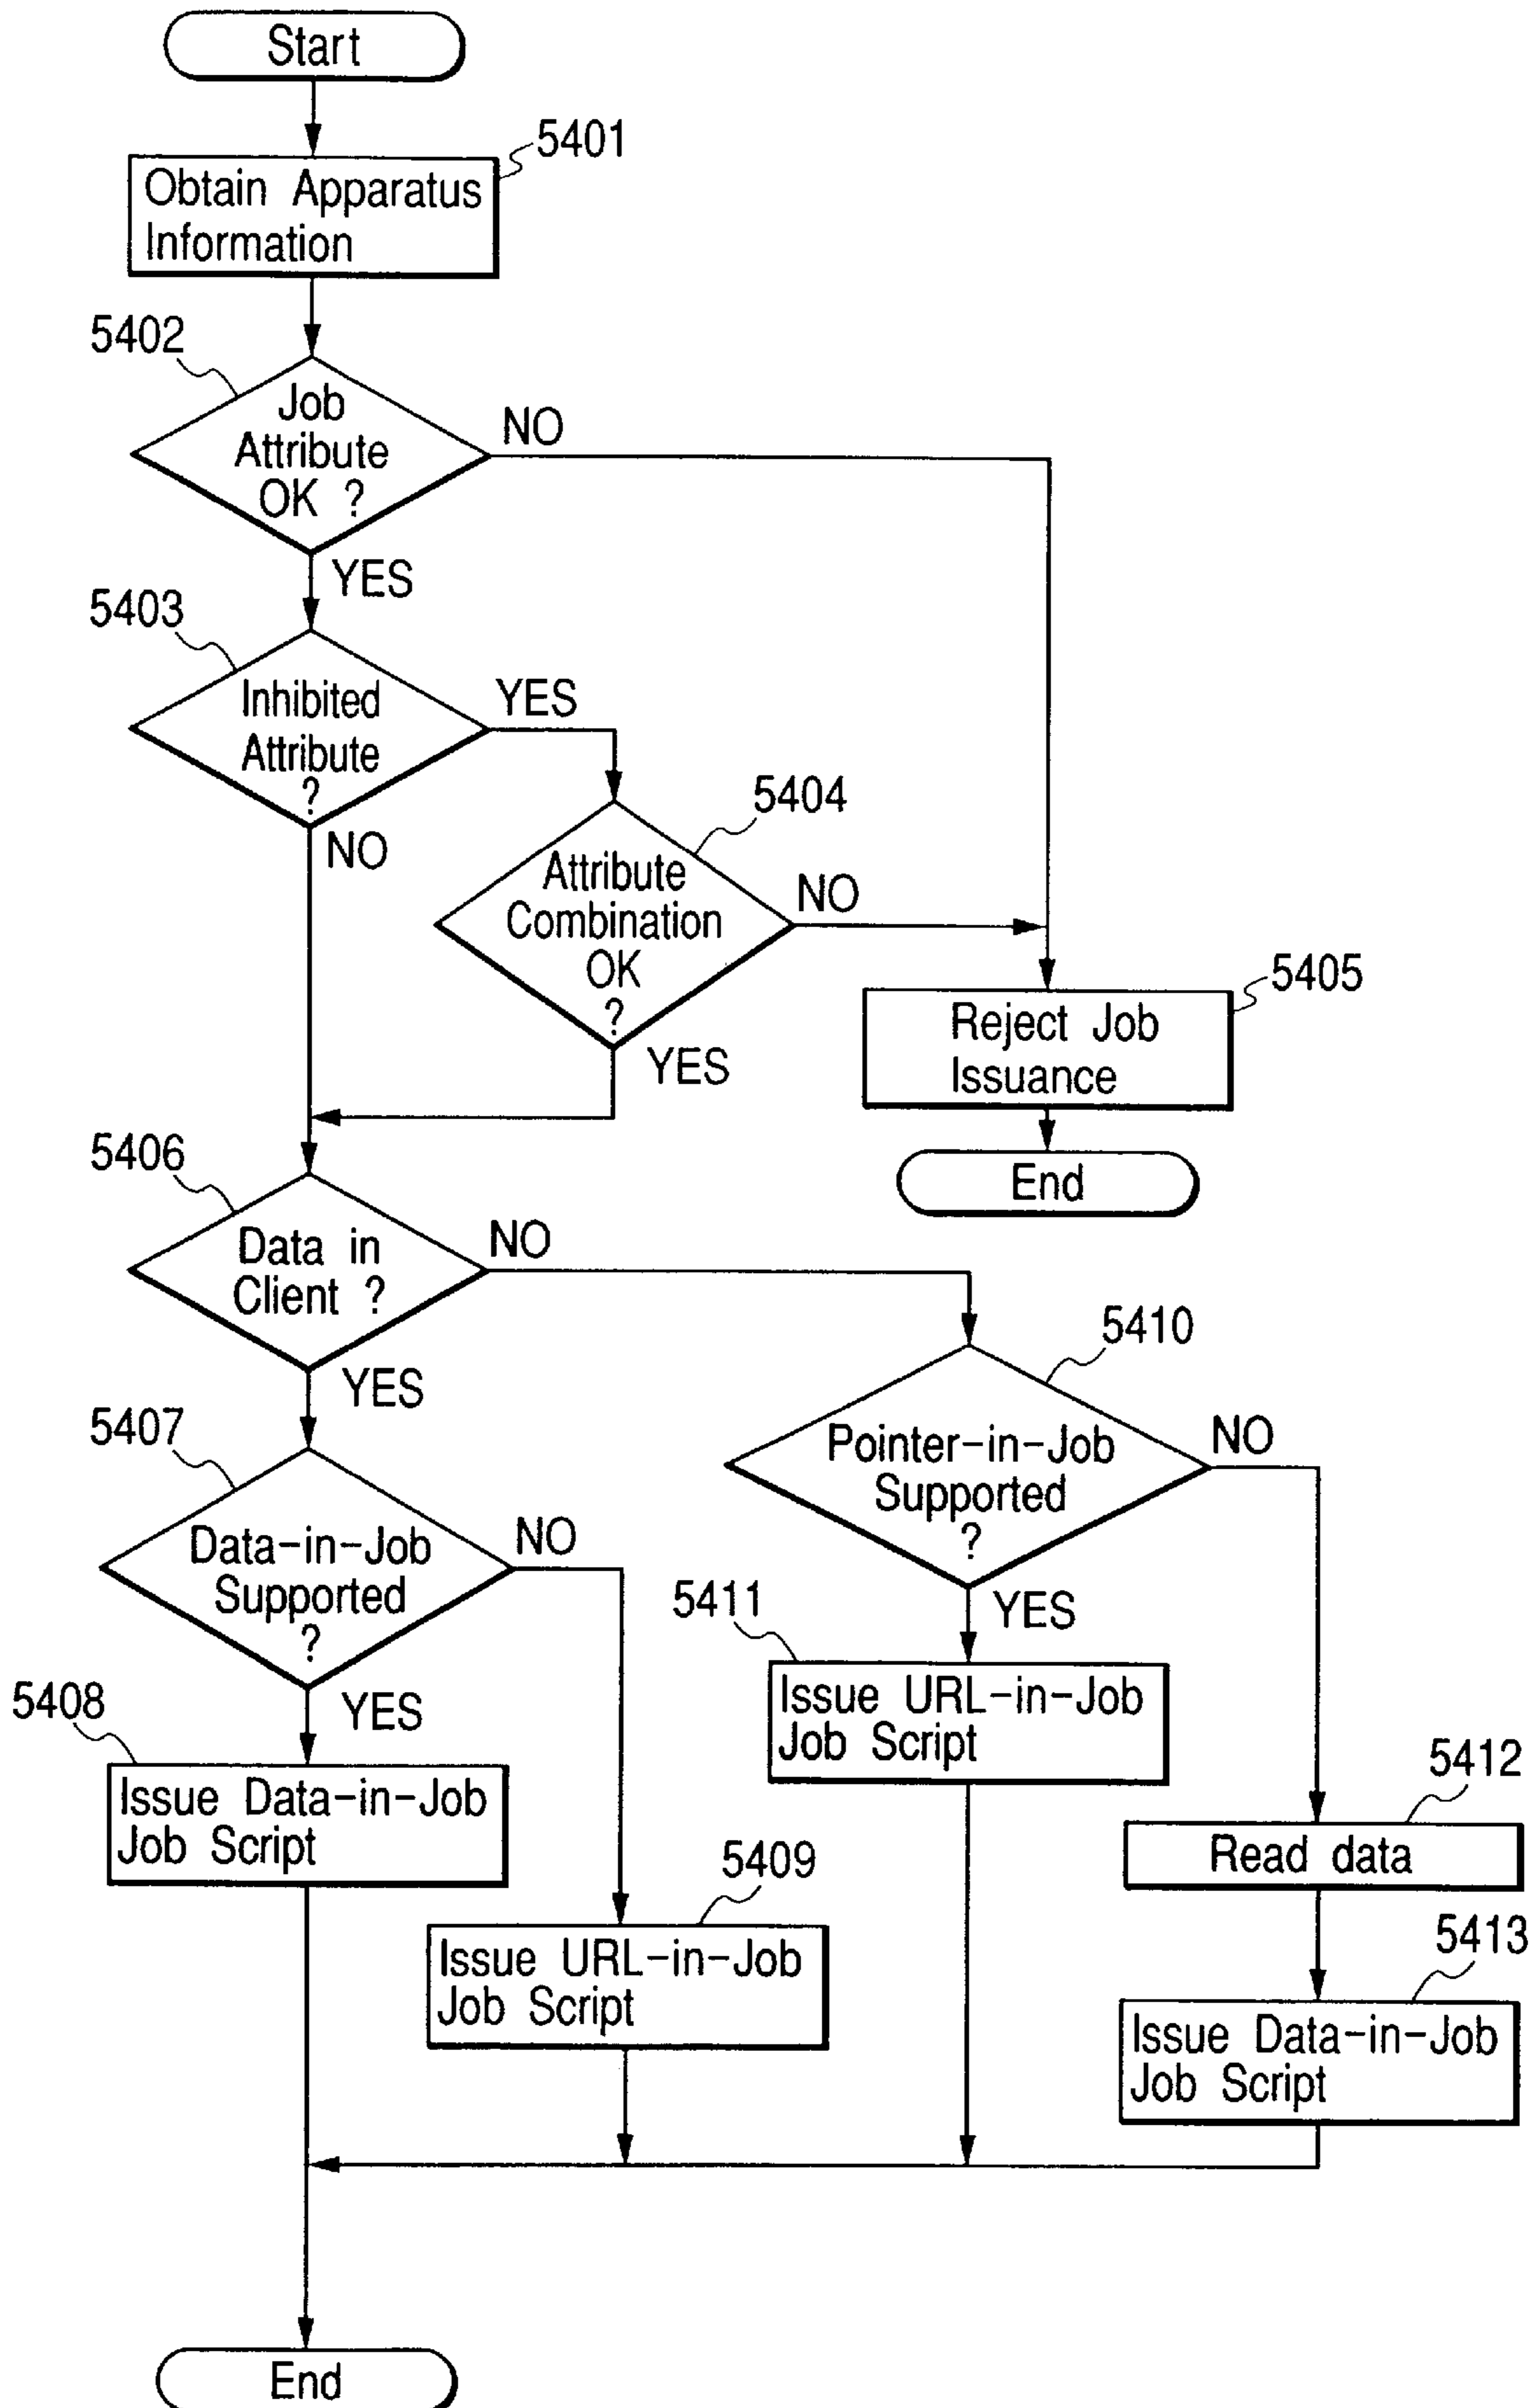 Start
5401
Obtain Apparatus
Information
5402
Job
Attribute
OK ?
NO
YES
5403
Inhibited
Attribute
?
YES
NO
5404
Attribute
Combination
OK
?
NO
YES
5405
Reject Job
Issuance
End
5406
Data in
Client ?
NO
YES
5410
Pointer-in-Job
Supported
?
NO
YES
5407
Data-in-Job
Supported
?
NO
YES
5411
Issue URL-in-Job
Job Script
5408
Issue Data-in-Job
Job Script
5412
Read data
5409
Issue URL-in-Job
Job Script
5413
Issue Data-in-Job
Job Script
End